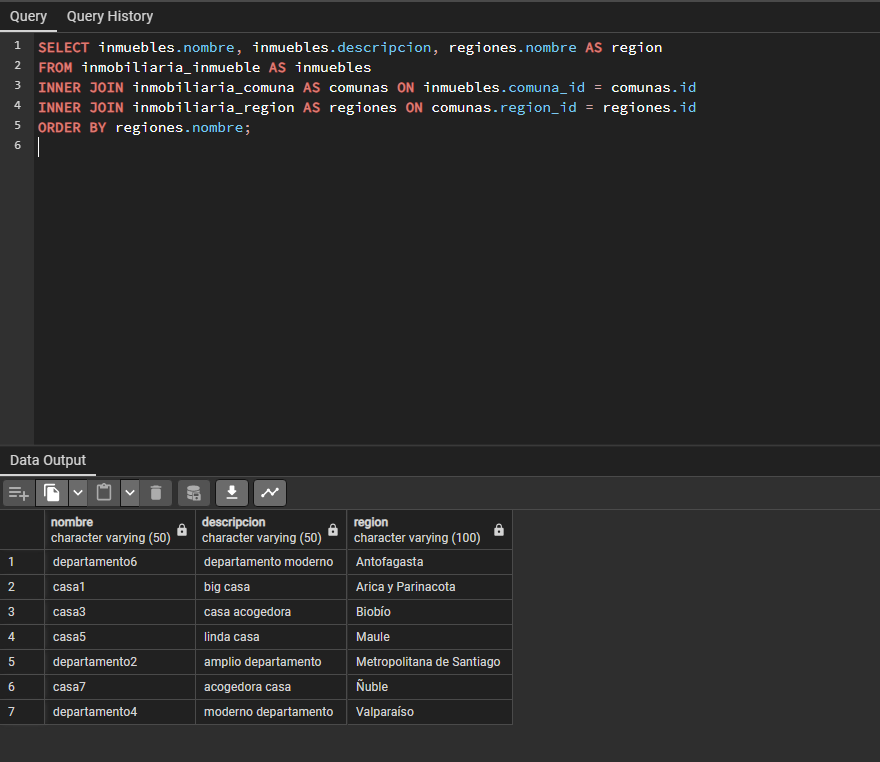 Query Query History
1 SELECT inmuebles.nombre, inmuebles.descripcion, regiones.nombre AS region
2 FROM inmobiliaria_inmueble AS inmuebles
3 INNER JOIN inmobiliaria_comuna AS comunas ON inmuebles.comuna_id = comunas.id
4 INNER JOIN inmobiliaria_region AS regiones ON comunas.region_id = regiones.id
5 ORDER BY regiones.nombre;
6
Data Output
nombre descripcion region
character varying (50) character varying (50) character varying (100)
1 departamento6 departamento moderno Antofagasta
2 casa1 big casa Arica y Parinacota
3 casa3 casa acogedora Biobío
4 casa5 linda casa Maule
5 departamento2 amplio departamento Metropolitana de Santiago
6 casa7 acogedora casa Ñuble
7 departamento4 moderno departamento Valparaíso